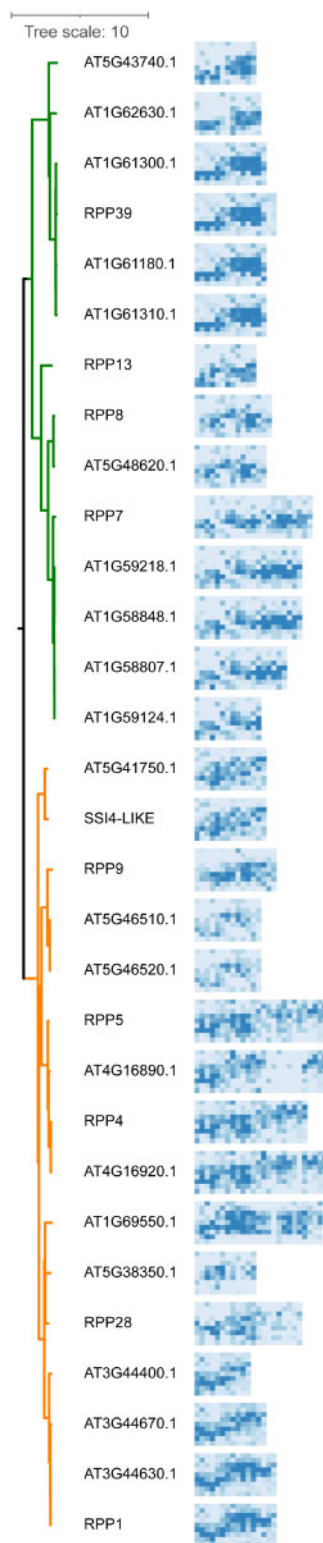 Tree scale: 10
AT5G43740.1
AT1G62630.1
AT1G61300.1
RPP39
AT1G61180.1
AT1G61310.1
RPP13
RPP8
AT5G48620.1
RPP7
AT1G59218.1
AT1G58848.1
AT1G58807.1
AT1G59124.1
AT5G41750.1
SSI4-LIKE
RPP9
AT5G46510.1
AT5G46520.1
RPP5
AT4G16890.1
RPP4
AT4G16920.1
AT1G69550.1
AT5G38350.1
RPP28
AT3G44400.1
AT3G44670.1
AT3G44630.1
RPP1